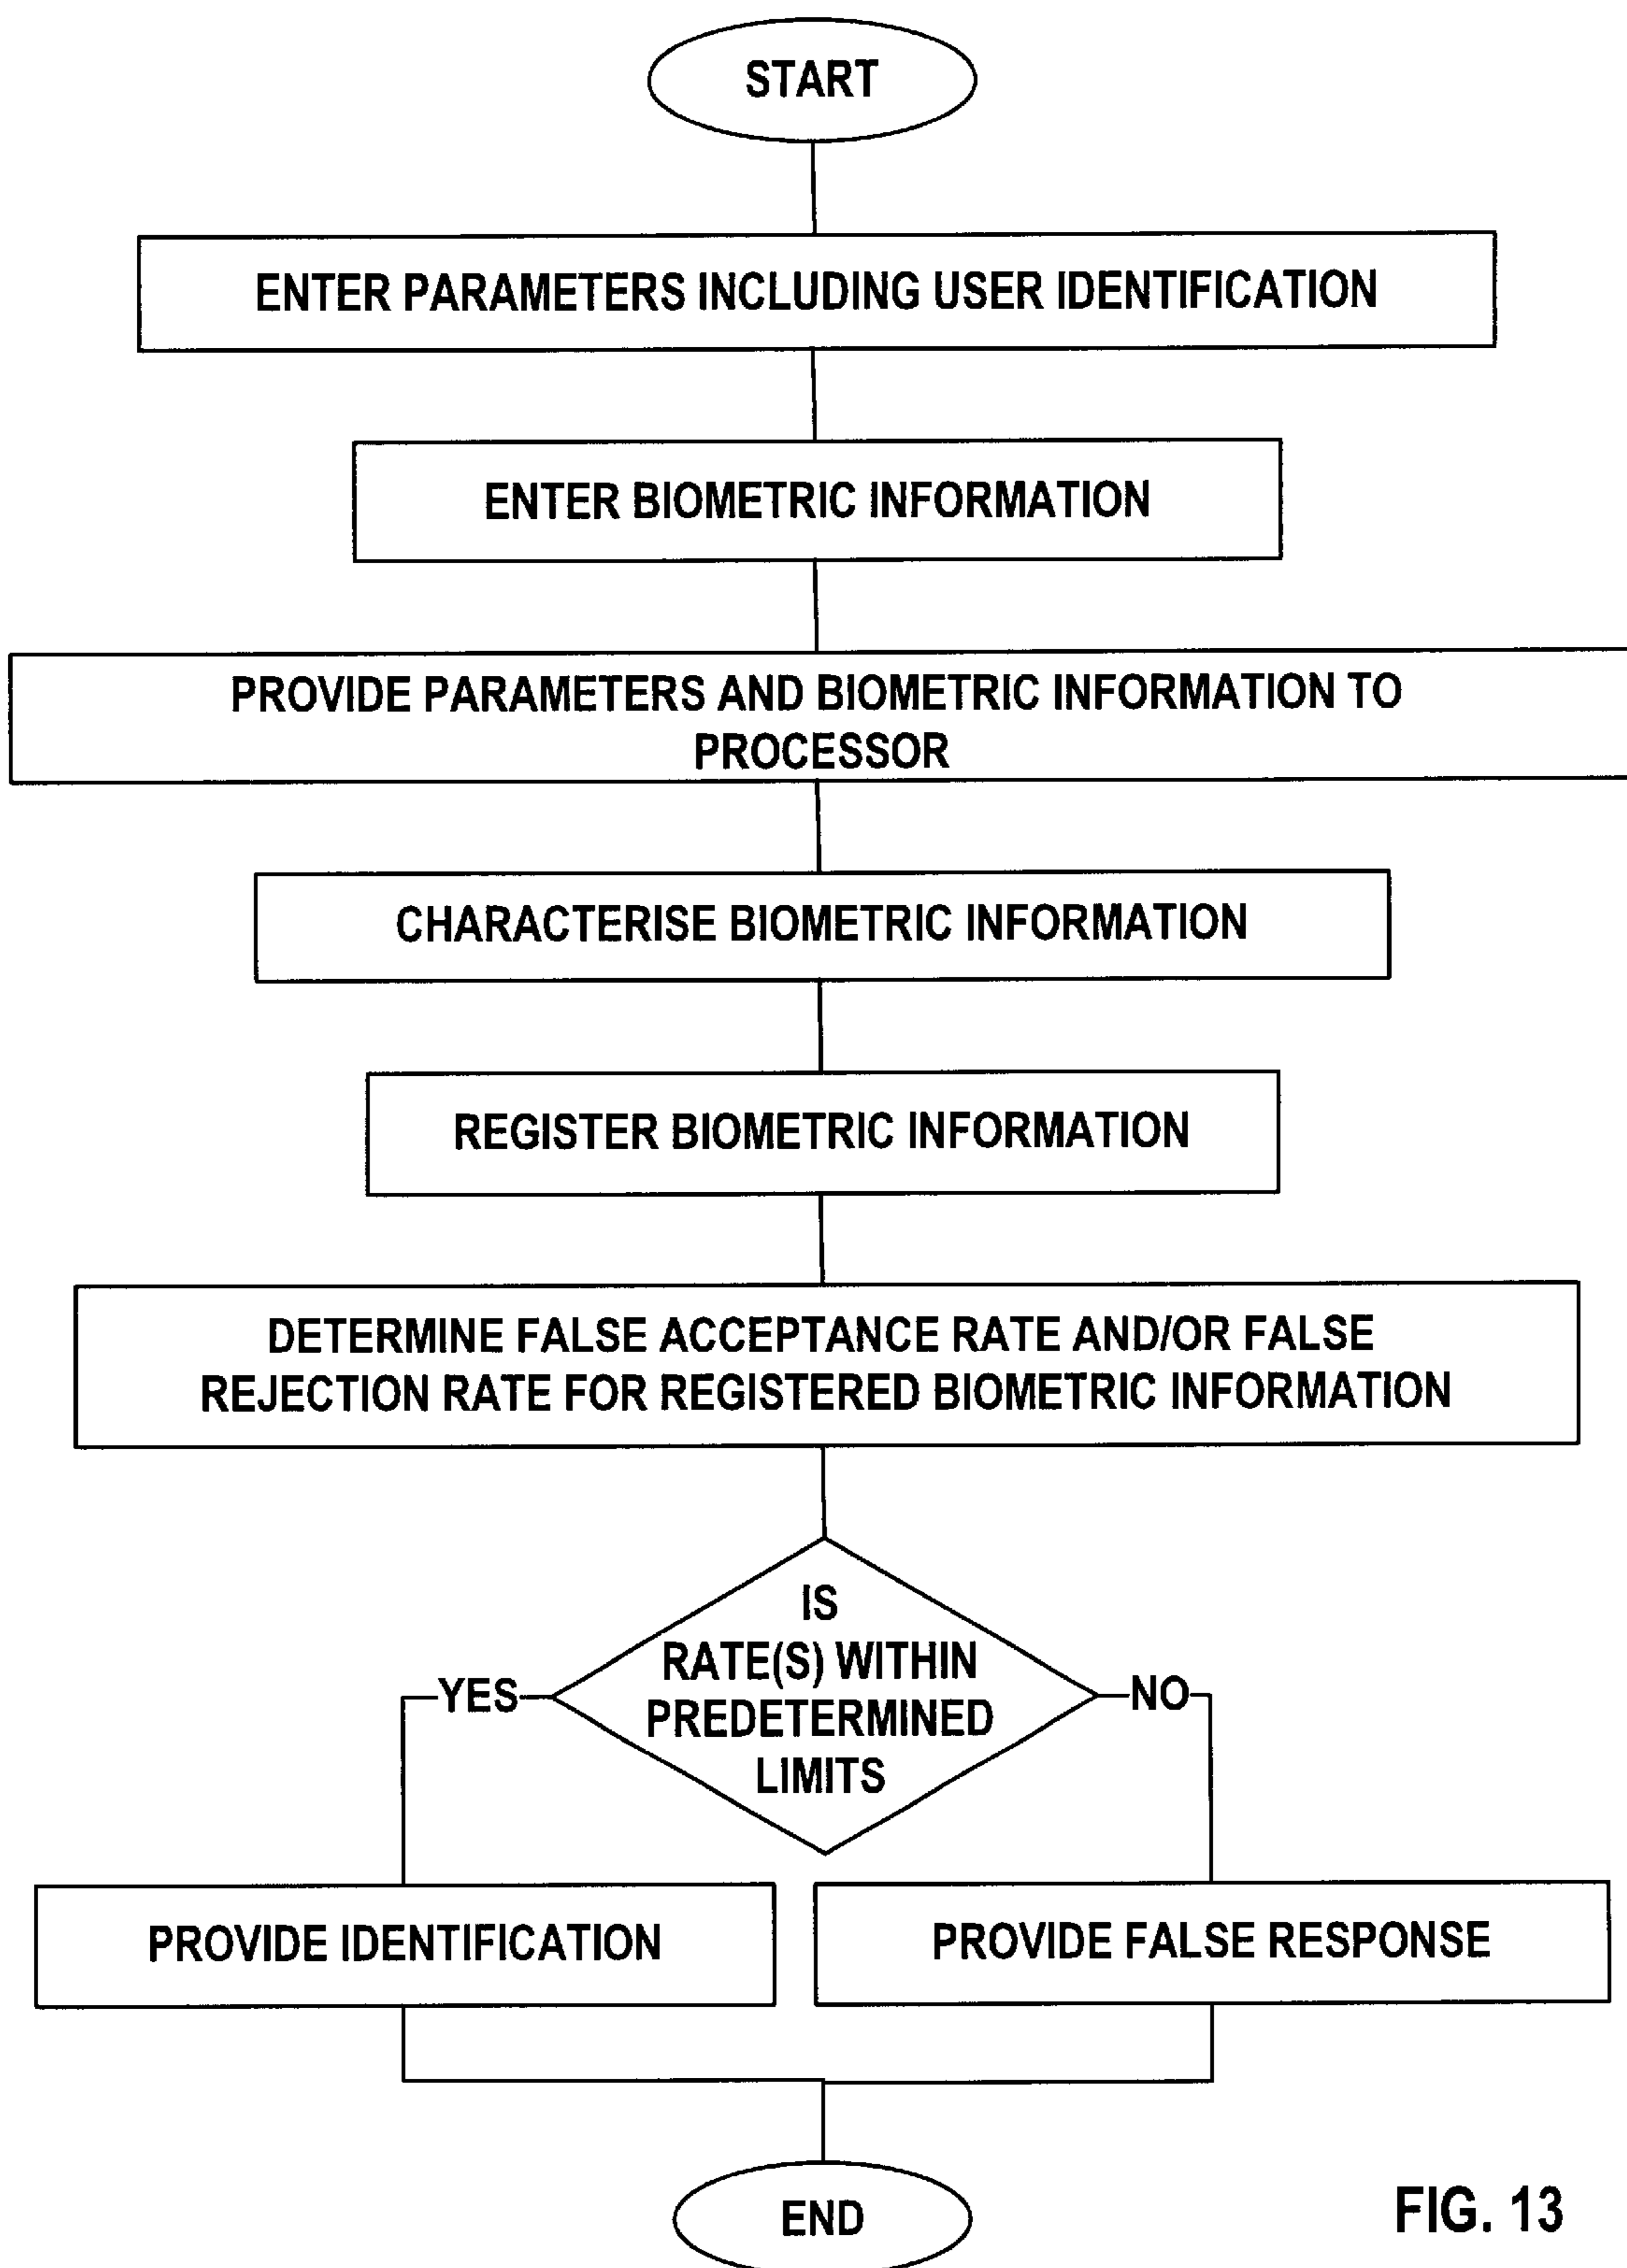 START
ENTER PARAMETERS INCLUDING USER IDENTIFICATION
ENTER BIOMETRIC INFORMATION
PROVIDE PARAMETERS AND BIOMETRIC INFORMATION TO
PROCESSOR
CHARACTERISE BIOMETRIC INFORMATION
REGISTER BIOMETRIC INFORMATION
DETERMINE FALSE ACCEPTANCE RATE AND/OR FALSE
REJECTION RATE FOR REGISTERED BIOMETRIC INFORMATION
IS
RATE(S) WITHIN
PREDETERMINED
LIMITS
YES
NO
PROVIDE IDENTIFICATION
PROVIDE FALSE RESPONSE
END
FIG. 13